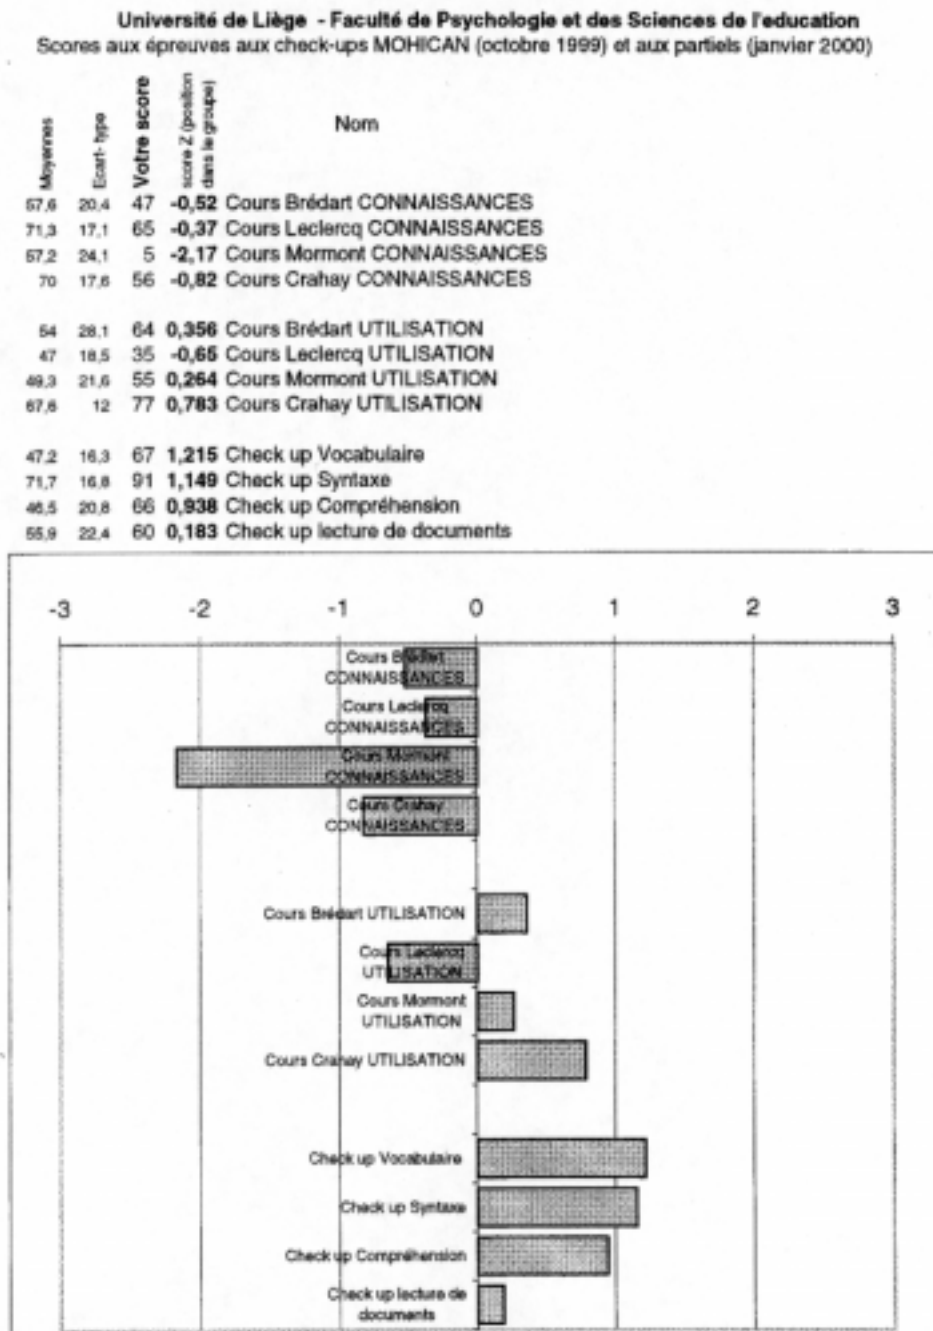 Université de Liège - Faculté de Psychologie et des Sciences de l'education
Scores aux épreuves aux check-ups MOHICAN (octobre 1999) et aux partiels (janvier 2000)
Moyennes Ecart-type Votre score score Z (position dans le groupe) Nom
57,6 20,4 47 -0,52 Cours Brédart CONNAISSANCES
71,3 17,1 65 -0,37 Cours Leclercq CONNAISSANCES
57,2 24,1 5 -2,17 Cours Mormont CONNAISSANCES
70 17,6 56 -0,82 Cours Crahay CONNAISSANCES
54 28,1 64 0,356 Cours Brédart UTILISATION
47 18,5 35 -0,65 Cours Leclercq UTILISATION
49,3 21,6 55 0,264 Cours Mormont UTILISATION
67,6 12 77 0,783 Cours Crahay UTILISATION
47,2 16,3 67 1,215 Check up Vocabulaire
71,7 16,8 91 1,149 Check up Syntaxe
46,5 20,8 66 0,938 Check up Compréhension
55,9 22,4 60 0,183 Check up lecture de documents
-3 -2 -1 0 1 2 3
Cours Brédart
CONNAISSANCES
Cours Leclercq
CONNAISSANCES
Cours Mormont
CONNAISSANCES
Cours Crahay
CONNAISSANCES
Cours Brédart UTILISATION
Cours Leclercq
UTILISATION
Cours Mormont
UTILISATION
Cours Crahay UTILISATION
Check up Vocabulaire
Check up Syntaxe
Check up Compréhension
Check up lecture de
documents